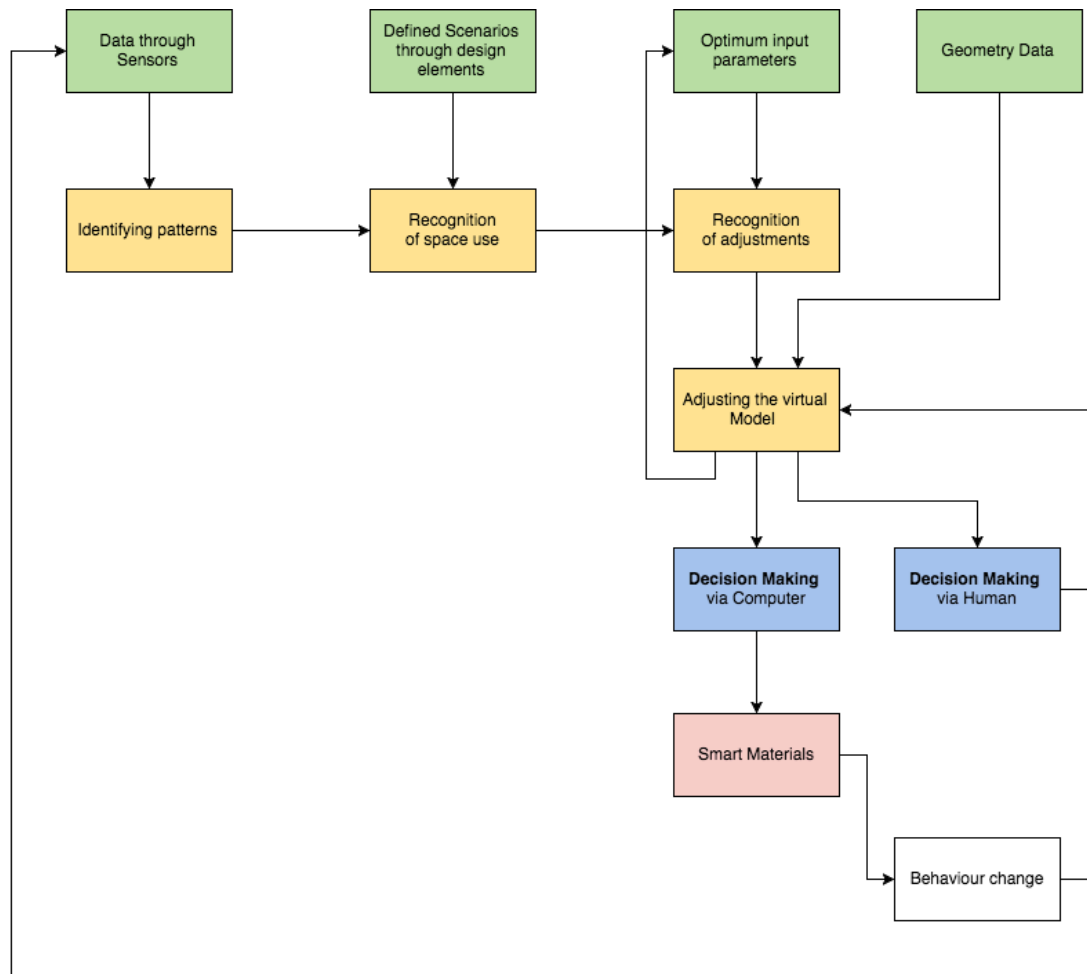 Data through
Sensors
Defined Scenarios
through design
elements
Optimum input
parameters
Geometry Data
Identifying patterns
Recognition
of space use
Recognition
of adjustments
Adjusting the virtual
Model
Decision Making
via Computer
Decision Making
via Human
Smart Materials
Behaviour change